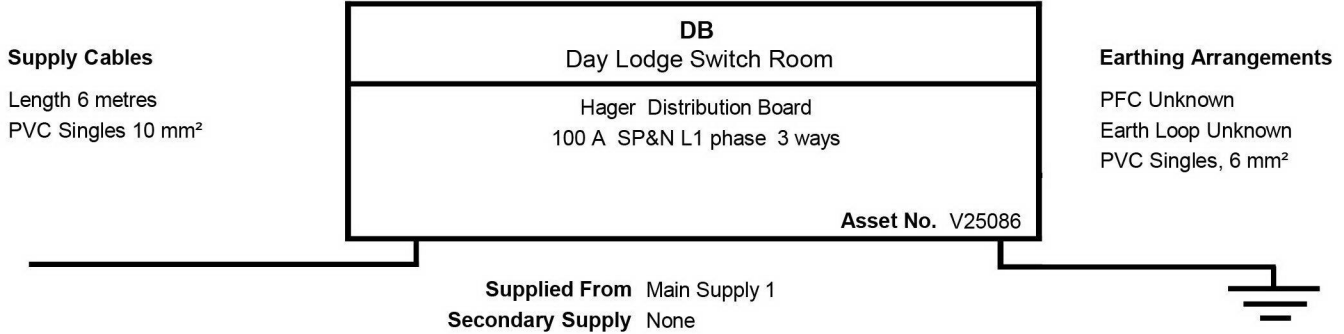 DB
Day Lodge Switch Room
Supply Cables
Length 6 metres
PVC Singles 10 mm²
Hager Distribution Board
100 A SP&N L1 phase 3 ways
Asset No. V25086
Earthing Arrangements
PFC Unknown
Earth Loop Unknown
PVC Singles, 6 mm²
Supplied From Main Supply 1
Secondary Supply None